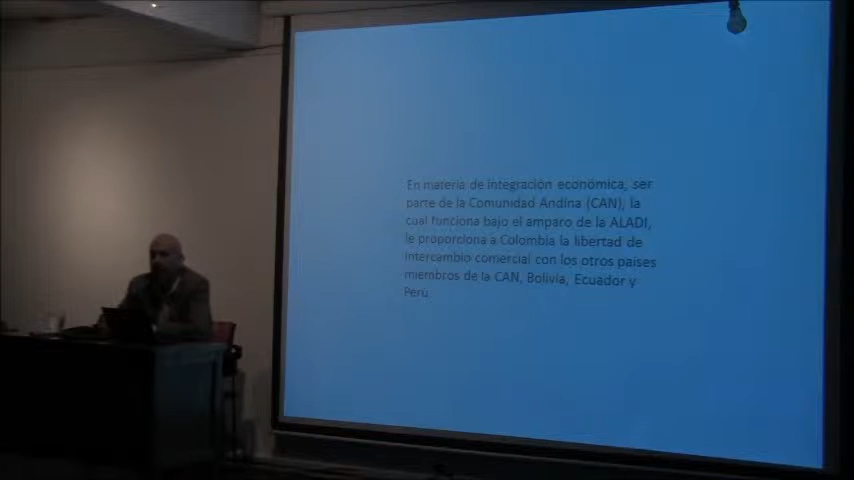 En materia de integración económica, ser
parte de la Comunidad Andina (CAN), la
cual funciona bajo el amparo de la ALADI,
le proporciona a Colombia la libertad de
intercambio comercial con los otros países
miembros de la CAN, Bolivia, Ecuador y
Perú